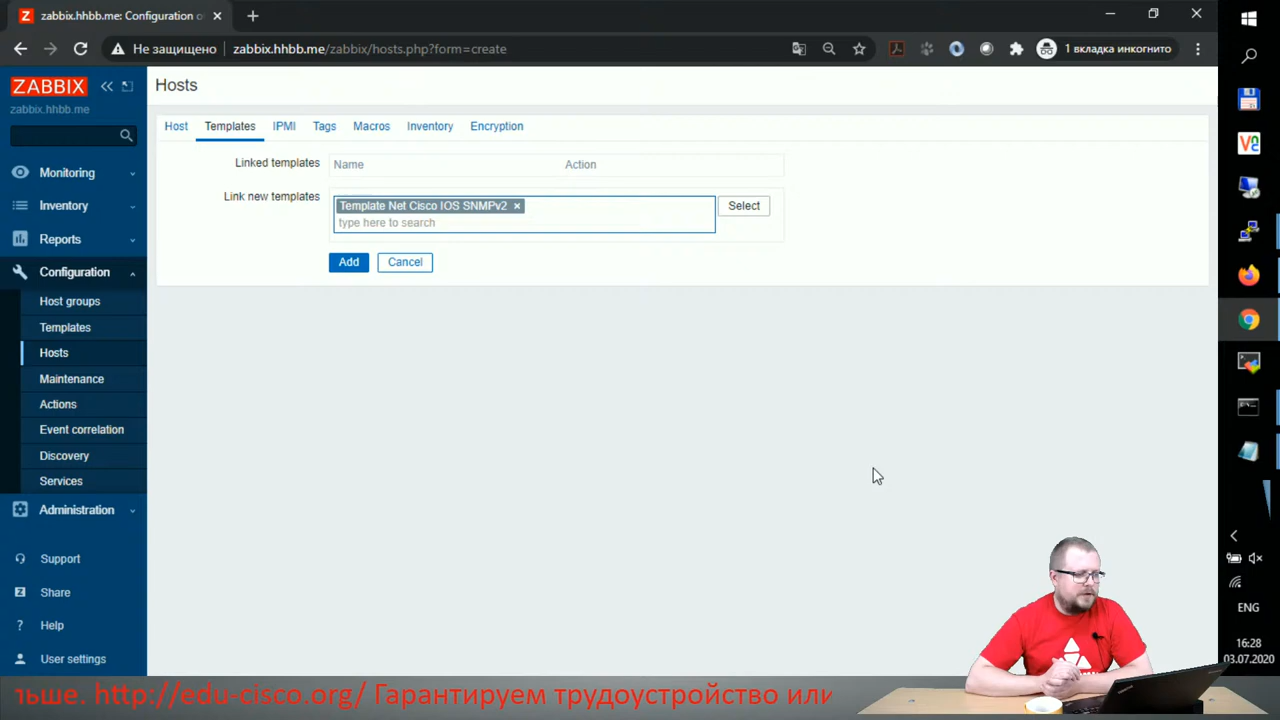 zabbix.hhbb.me: Configuration o
Не защищено
zabbix.hhbb.me/zabbix/hosts.php?form=create
1 вкладка инкогнито
ZABBIX
zabbix.hhbb.me
Monitoring
Inventory
Reports
Configuration
Host groups
Templates
Hosts
Maintenance
Actions
Event correlation
Discovery
Services
Administration
Support
Share
Help
User settings
Hosts
Host Templates IPMI Tags Macros Inventory Encryption
Linked templates Name Action
Link new templates Template Net Cisco IOS SNMPv2 Select
type here to search
Add Cancel
ENG
16:28
03.07.2020
http://edu-cisco.org/ Гарантируем трудоустройство или